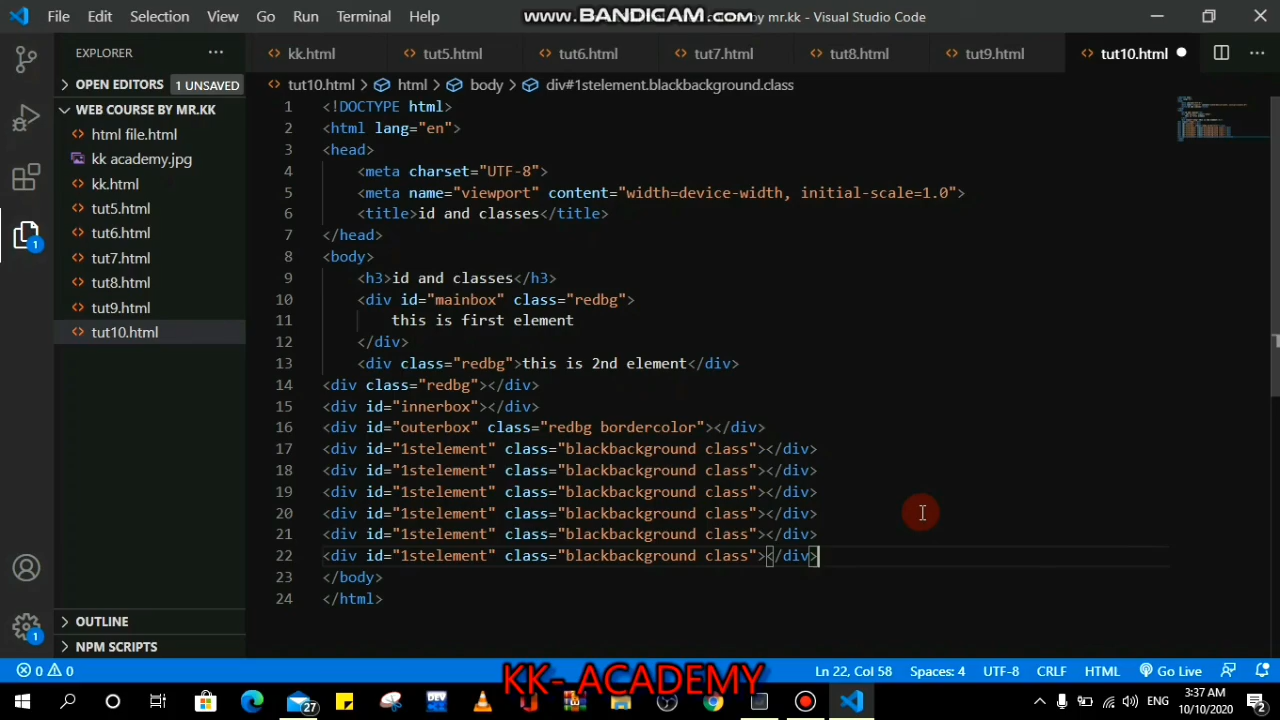 File Edit Selection View Go Run Terminal Help www.BANDICAM.com by mr.kk - Visual Studio Code
EXPLORER
kk.html tut5.html tut6.html tut7.html tut8.html tut9.html tut10.html
OPEN EDITORS 1 UNSAVED
WEB COURSE BY MR.KK
html file.html
kk academy.jpg
kk.html
tut5.html
tut6.html
tut7.html
tut8.html
tut9.html
tut10.html
1
OUTLINE
NPM SCRIPTS
1
tut10.html > html > body > div#1stelement.blackbackground.class
1 <!DOCTYPE html>
2 <html lang="en">
3 <head>
4 <meta charset="UTF-8">
5 <meta name="viewport" content="width=device-width, initial-scale=1.0">
6 <title>id and classes</title>
7 </head>
8 <body>
9 <h3>id and classes</h3>
10 <div id="mainbox" class="redbg">
11 this is first element
12 </div>
13 <div class="redbg">this is 2nd element</div>
14 <div class="redbg"></div>
15 <div id="innerbox"></div>
16 <div id="outerbox" class="redbg bordercolor"></div>
17 <div id="1stelement" class="blackbackground class"></div>
18 <div id="1stelement" class="blackbackground class"></div>
19 <div id="1stelement" class="blackbackground class"></div>
20 <div id="1stelement" class="blackbackground class"></div>
21 <div id="1stelement" class="blackbackground class"></div>
22 <div id="1stelement" class="blackbackground class"></div>
23 </body>
24 </html>
0 0 Ln 22, Col 58 Spaces: 4 UTF-8 CRLF HTML Go Live
KK- ACADEMY
27 DEV ENG 3:37 AM
10/10/2020 2